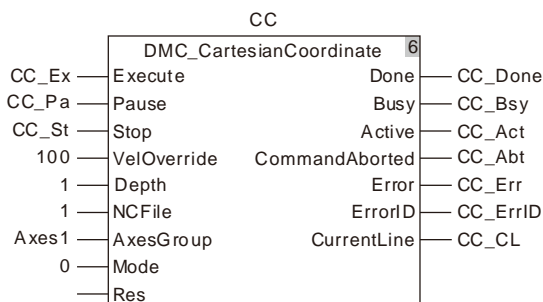 CC
DMC_CartesianCoordinate 6
CC_Ex Execute Done CC_Done
CC_Pa Pause Busy CC_Bsy
CC_St Stop Active CC_Act
100 VelOverride CommandAborted CC_Abt
1 Depth Error CC_Err
1 NCFile ErrorID CC_ErrID
Axes1 AxesGroup CurrentLine CC_CL
0 Mode
Res